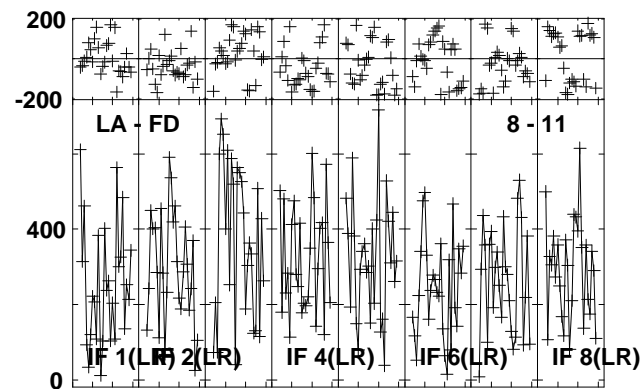 200
-200
LA - FD 8 - 11
400
0
IF 1(LR) IF 2(LR) IF 4(LR) IF 6(LR) IF 8(LR)